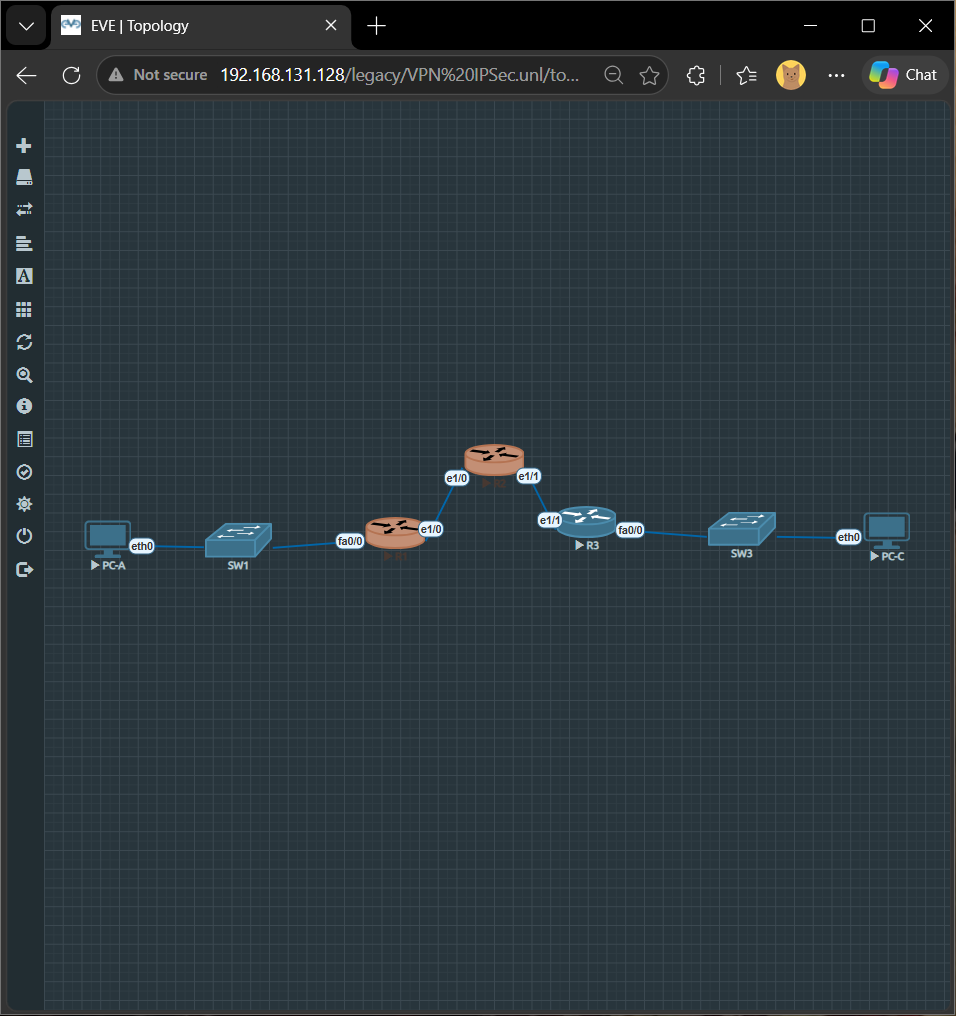 EVE | Topology
Not secure 192.168.131.128/legacy/VPN%20IPSec.unl/to...
Chat
A
e1/0
e1/1
e1/1
e1/0
fa0/0
fa0/0
eth0
eth0
R3
SW3
PC-A
SW1
PC-C